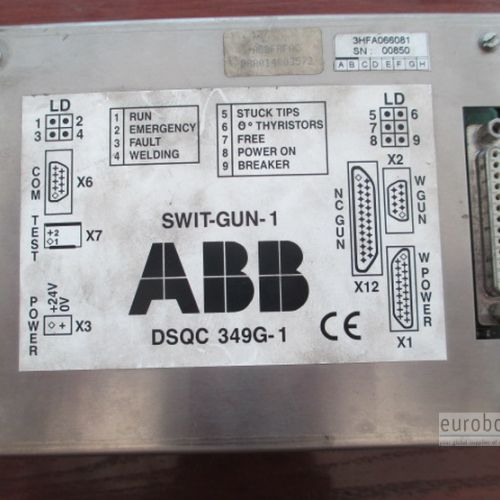 3HFA066081
SN: 00850
A B C D E F G H
LD
1 2
3 4
1 RUN
2 EMERGENCY
3 FAULT
4 WELDING
5 STUCK TIPS
6 Θ° THYRISTORS
7 FREE
8 POWER ON
9 BREAKER
LD
5 6
7
8 9
COM
X6
TEST
+2
◇1
X7
POWER
+24V
0V
◇ +
X3
SWIT-GUN-1
ABB
DSQC 349G-1
CE
NC GUN
X12
X2
W GUN
W POWER
X1
eurobo